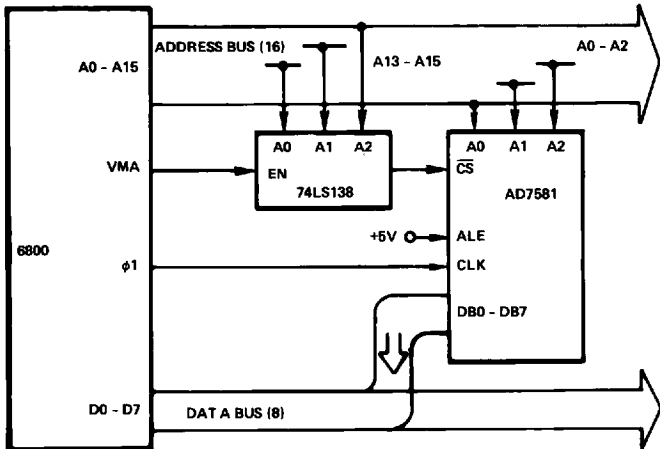 ADDRESS BUS (16)
A0 – A2
A0 – A15
A13 – A15
A0 A1 A2
A0 A1 A2
VMA
EN
CS
74LS138
AD7581
+5V
ALE
6800
ϕ1
CLK
DB0 – DB7
D0 – D7
DAT A BUS (8)